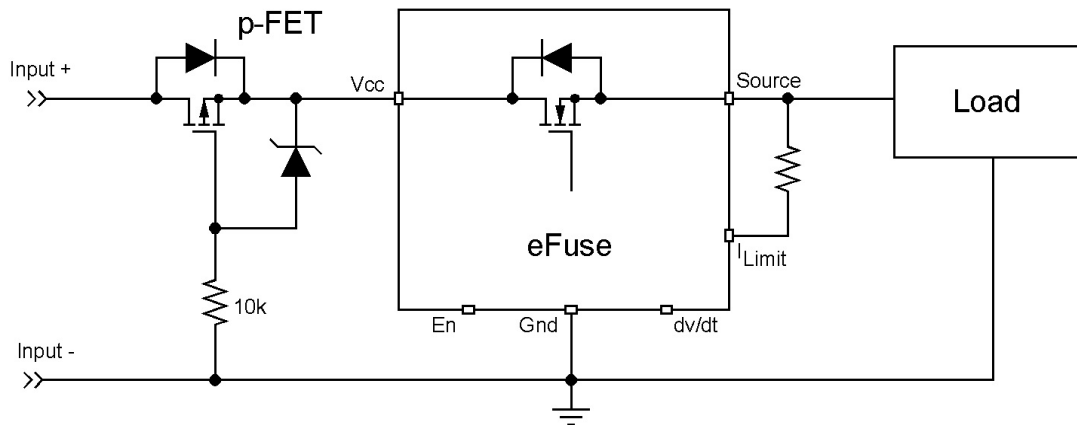 p-FET
Input +
Vcc
Source
Load
eFuse
I Limit
10k
En
Gnd
dv/dt
Input -